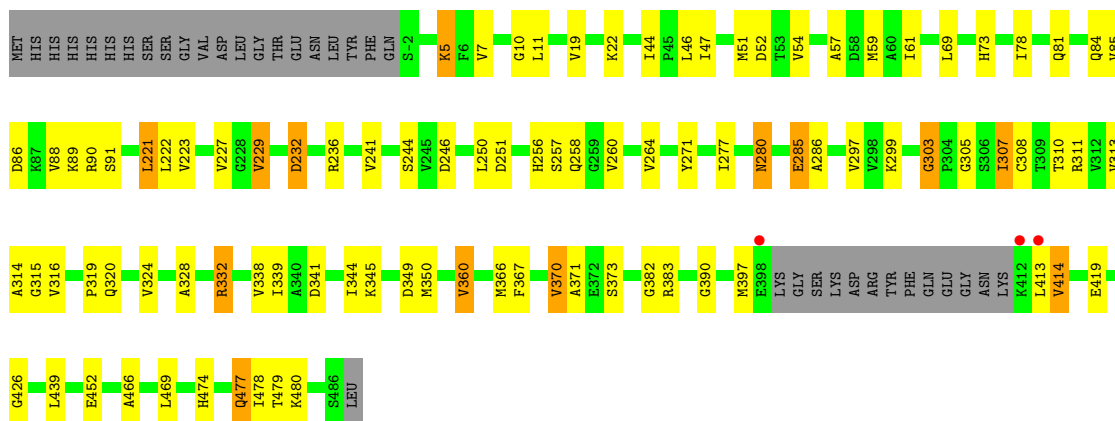 MET HIS HIS HIS HIS HIS HIS SER SER GLY VAL ASP LEU GLY THR GLU ASN LEU TYR PHE GLN S-2 K5 F6 V7 G10 L11 V19 K22 I44 P45 L46 I47 M51 D52 T53 V54 A57 D58 M59 A60 I61 L69 H73 I78 Q81 Q84
D86 K87 V88 K89 R90 S91 L221 L222 V223 V227 G228 V229 D232 R236 V241 S244 V245 D246 L250 D251 H256 S257 Q258 G259 V260 V264 Y271 I277 N280 E285 A286 V297 V298 K299 G303 P304 G305 S306 I307 C308 T309 T310 R311 V312
A314 G315 V316 P319 Q320 V324 A328 R332 V338 I339 A340 D341 I344 K345 D349 M350 V360 M366 F367 V370 A371 E372 S373 G382 R383 G390 M397 E398 LYS GLY SER LYS ASP ARG TYR PHE GLN GLU GLY ASN LYS K412 L413 V414 E419
G426 L439 E452 A466 L469 H474 Q477 I478 T479 K480 S486 LEU